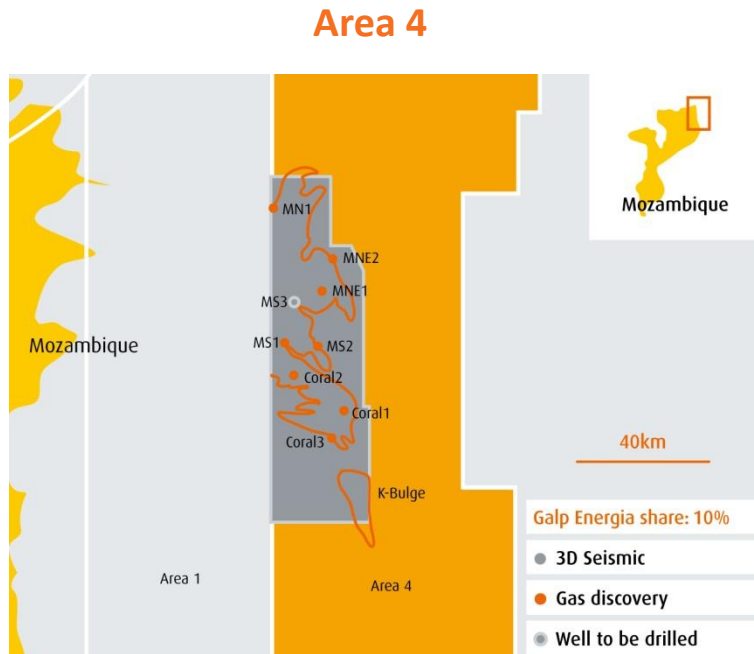 Area 4
Mozambique
MN1
MNE2
MNE1
MS3
Mozambique
MS1
MS2
Coral2
Coral1
Coral3
40km
K-Bulge
Galp Energia share: 10%
3D Seismic
Area 1
Area 4
Gas discovery
Well to be drilled